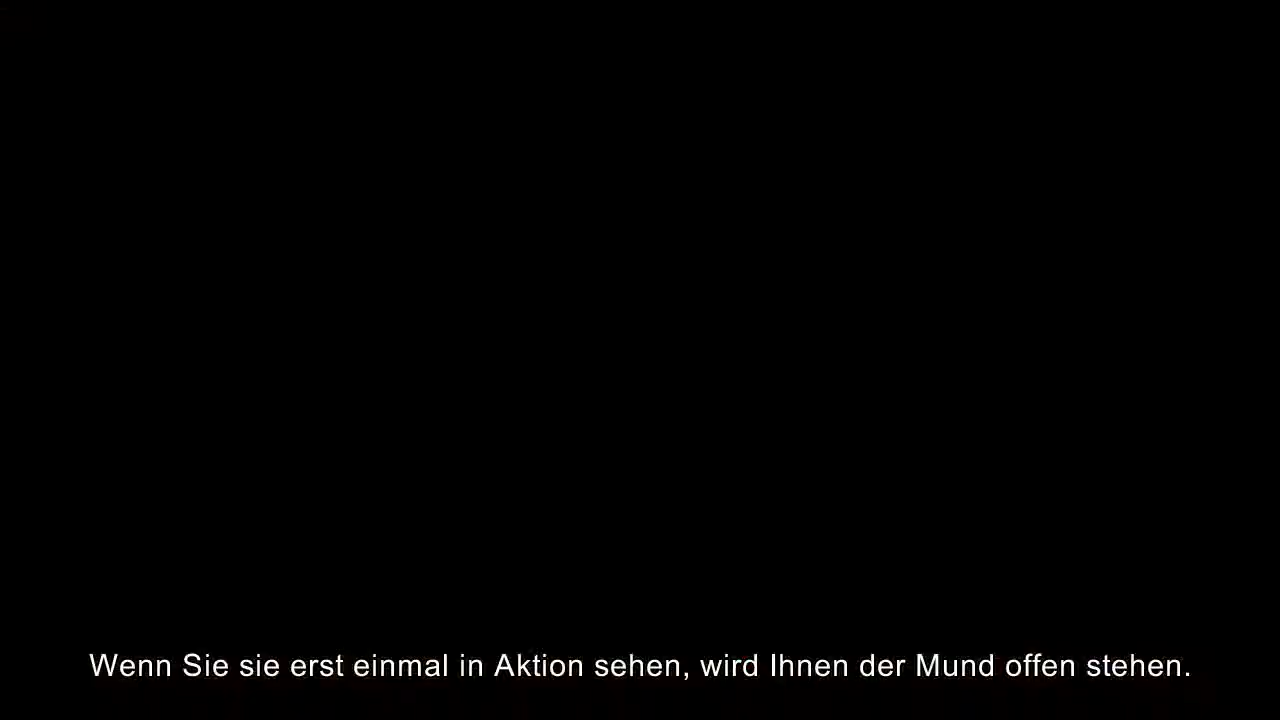 Wenn Sie sie erst einmal in Aktion sehen, wird Ihnen der Mund offen stehen.